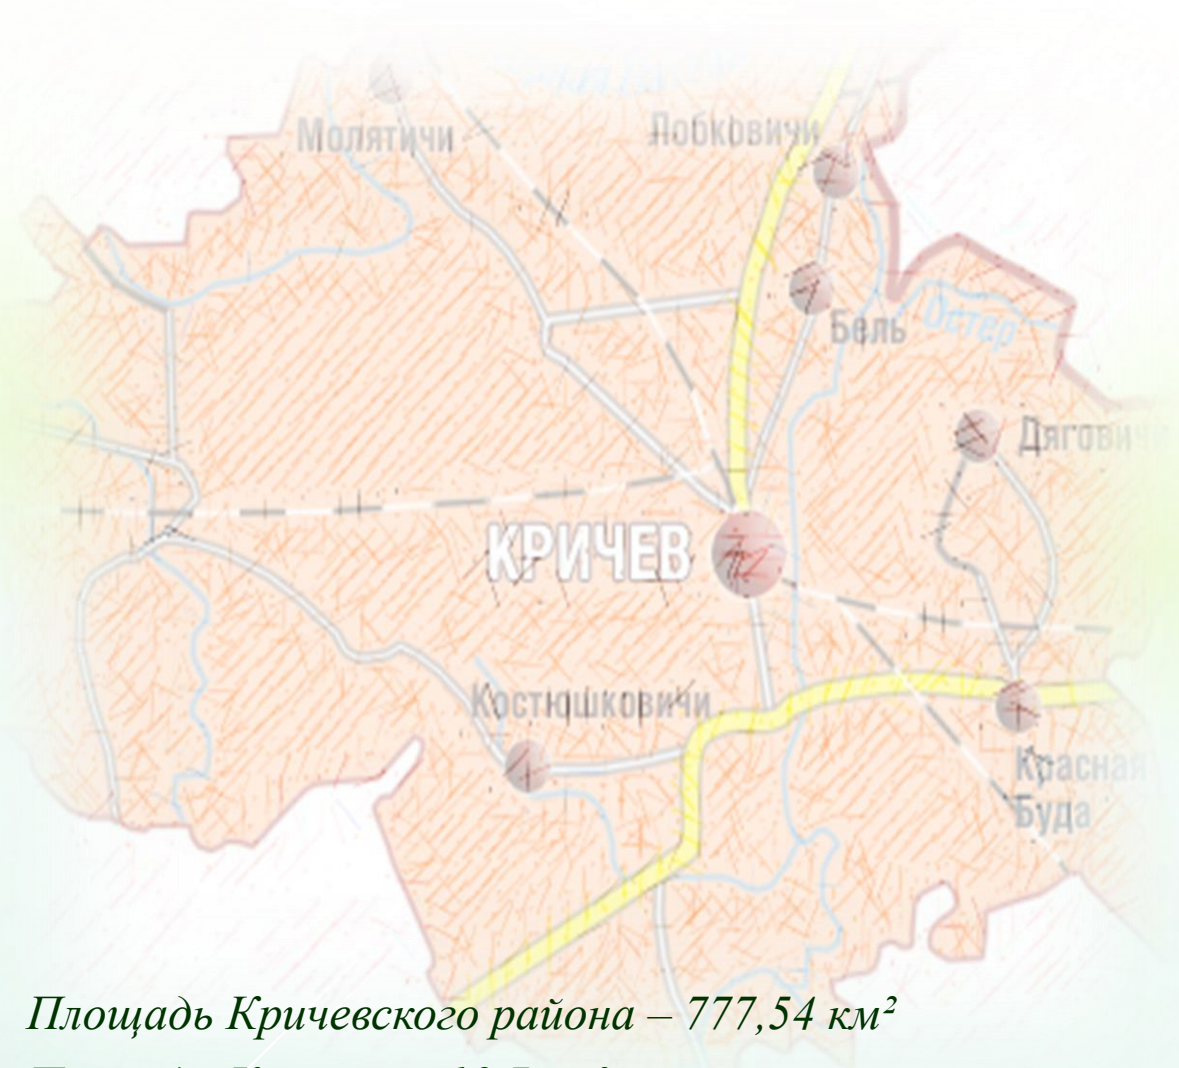 Молятичи
Лобковичи
Бель
Остер
Дяговичи
КРИЧЕВ
Костюшковичи
Красная
Буда
Площадь Кричевского района – 777,54 км²